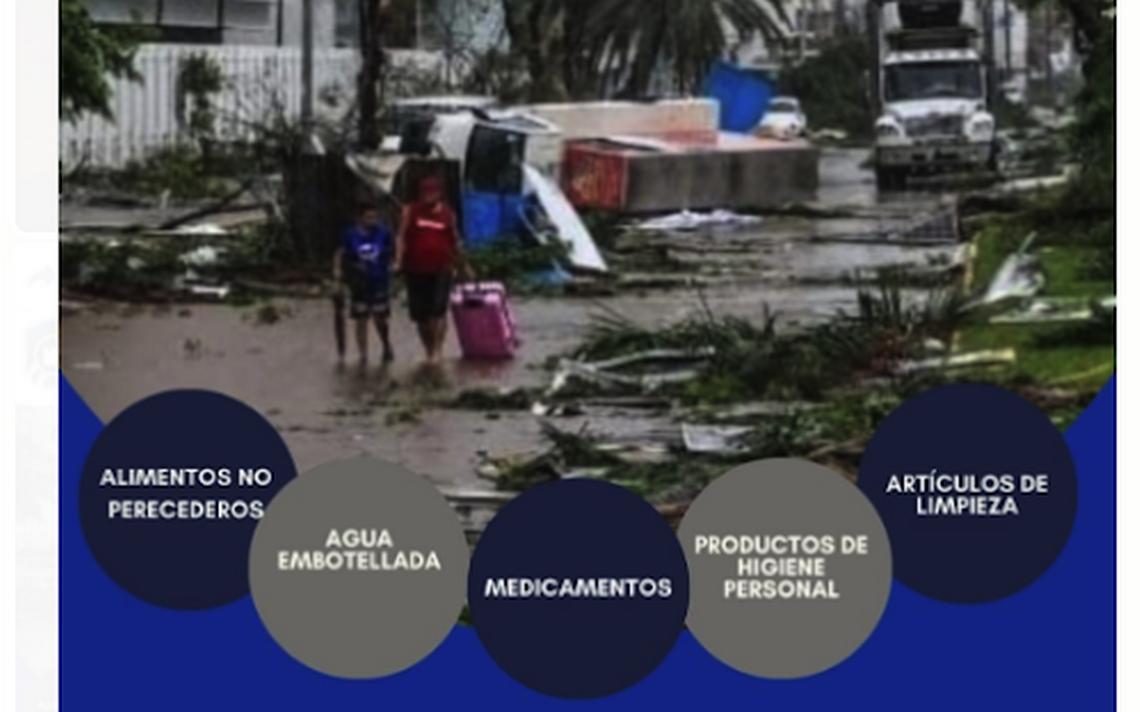 ALIMENTOS NO
PERECEDEROS
AGUA
EMBOTELLADA
MEDICAMENTOS
PRODUCTOS DE
HIGIENE
PERSONAL
ARTÍCULOS DE
LIMPIEZA